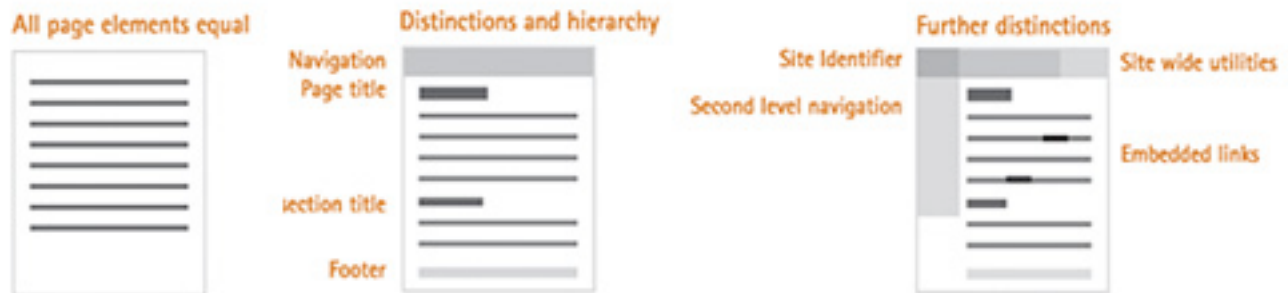 All page elements equal
Distinctions and hierarchy
Navigation
Page title
section title
Footer
Further distinctions
Site Identifier
Second level navigation
Site wide utilities
Embedded links